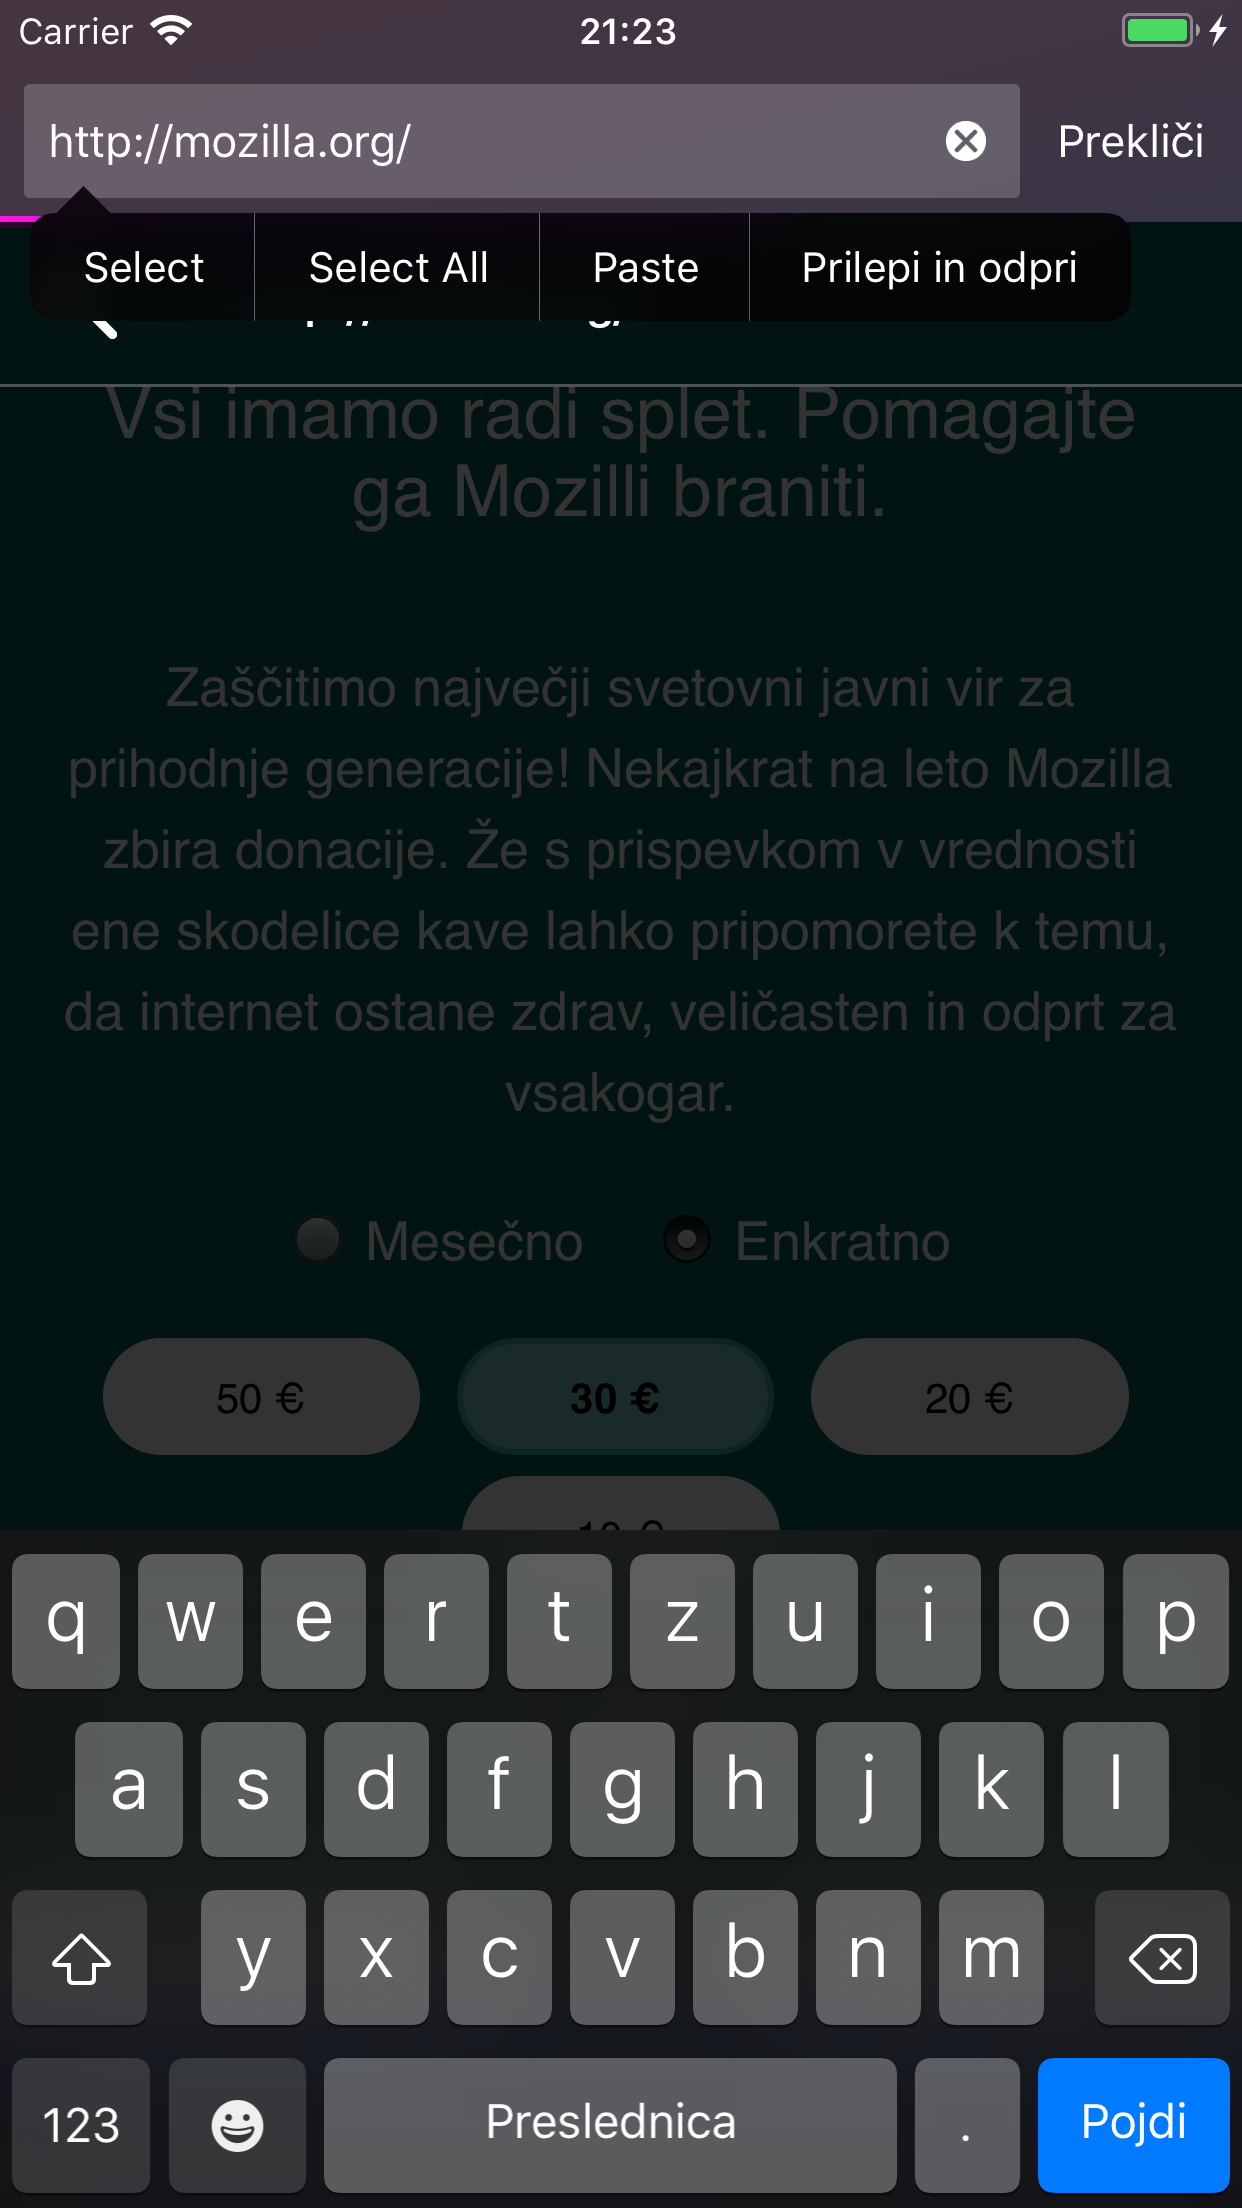 Carrier 21:23
http://mozilla.org/ Prekliči
Select Select All Paste Prilepi in odpri
Vsi imamo radi splet. Pomagajte
ga Mozilli braniti.
Zaščitimo največji svetovni javni vir za
prihodnje generacije! Nekajkrat na leto Mozilla
zbira donacije. Že s prispevkom v vrednosti
ene skodelice kave lahko pripomorete k temu,
da internet ostane zdrav, veličasten in odprt za
vsakogar.
Mesečno Enkratno
50 € 30 € 20 €
q w e r t z u i o p
a s d f g h j k l
y x c v b n m
123 Preslednica . Pojdi